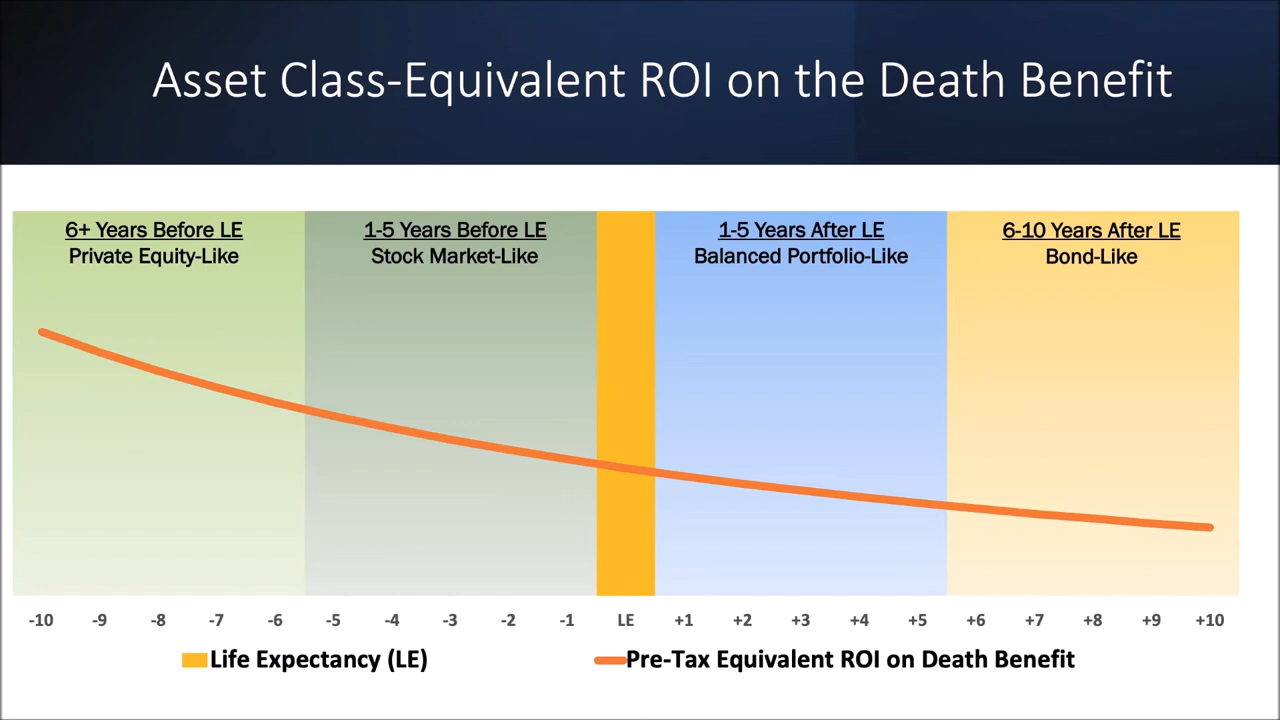 Asset Class-Equivalent ROI on the Death Benefit
6+ Years Before LE
Private Equity-Like
1-5 Years Before LE
Stock Market-Like
1-5 Years After LE
Balanced Portfolio-Like
6-10 Years After LE
Bond-Like
-10 -9 -8 -7 -6 -5 -4 -3 -2 -1 LE +1 +2 +3 +4 +5 +6 +7 +8 +9 +10
Life Expectancy (LE) Pre-Tax Equivalent ROI on Death Benefit